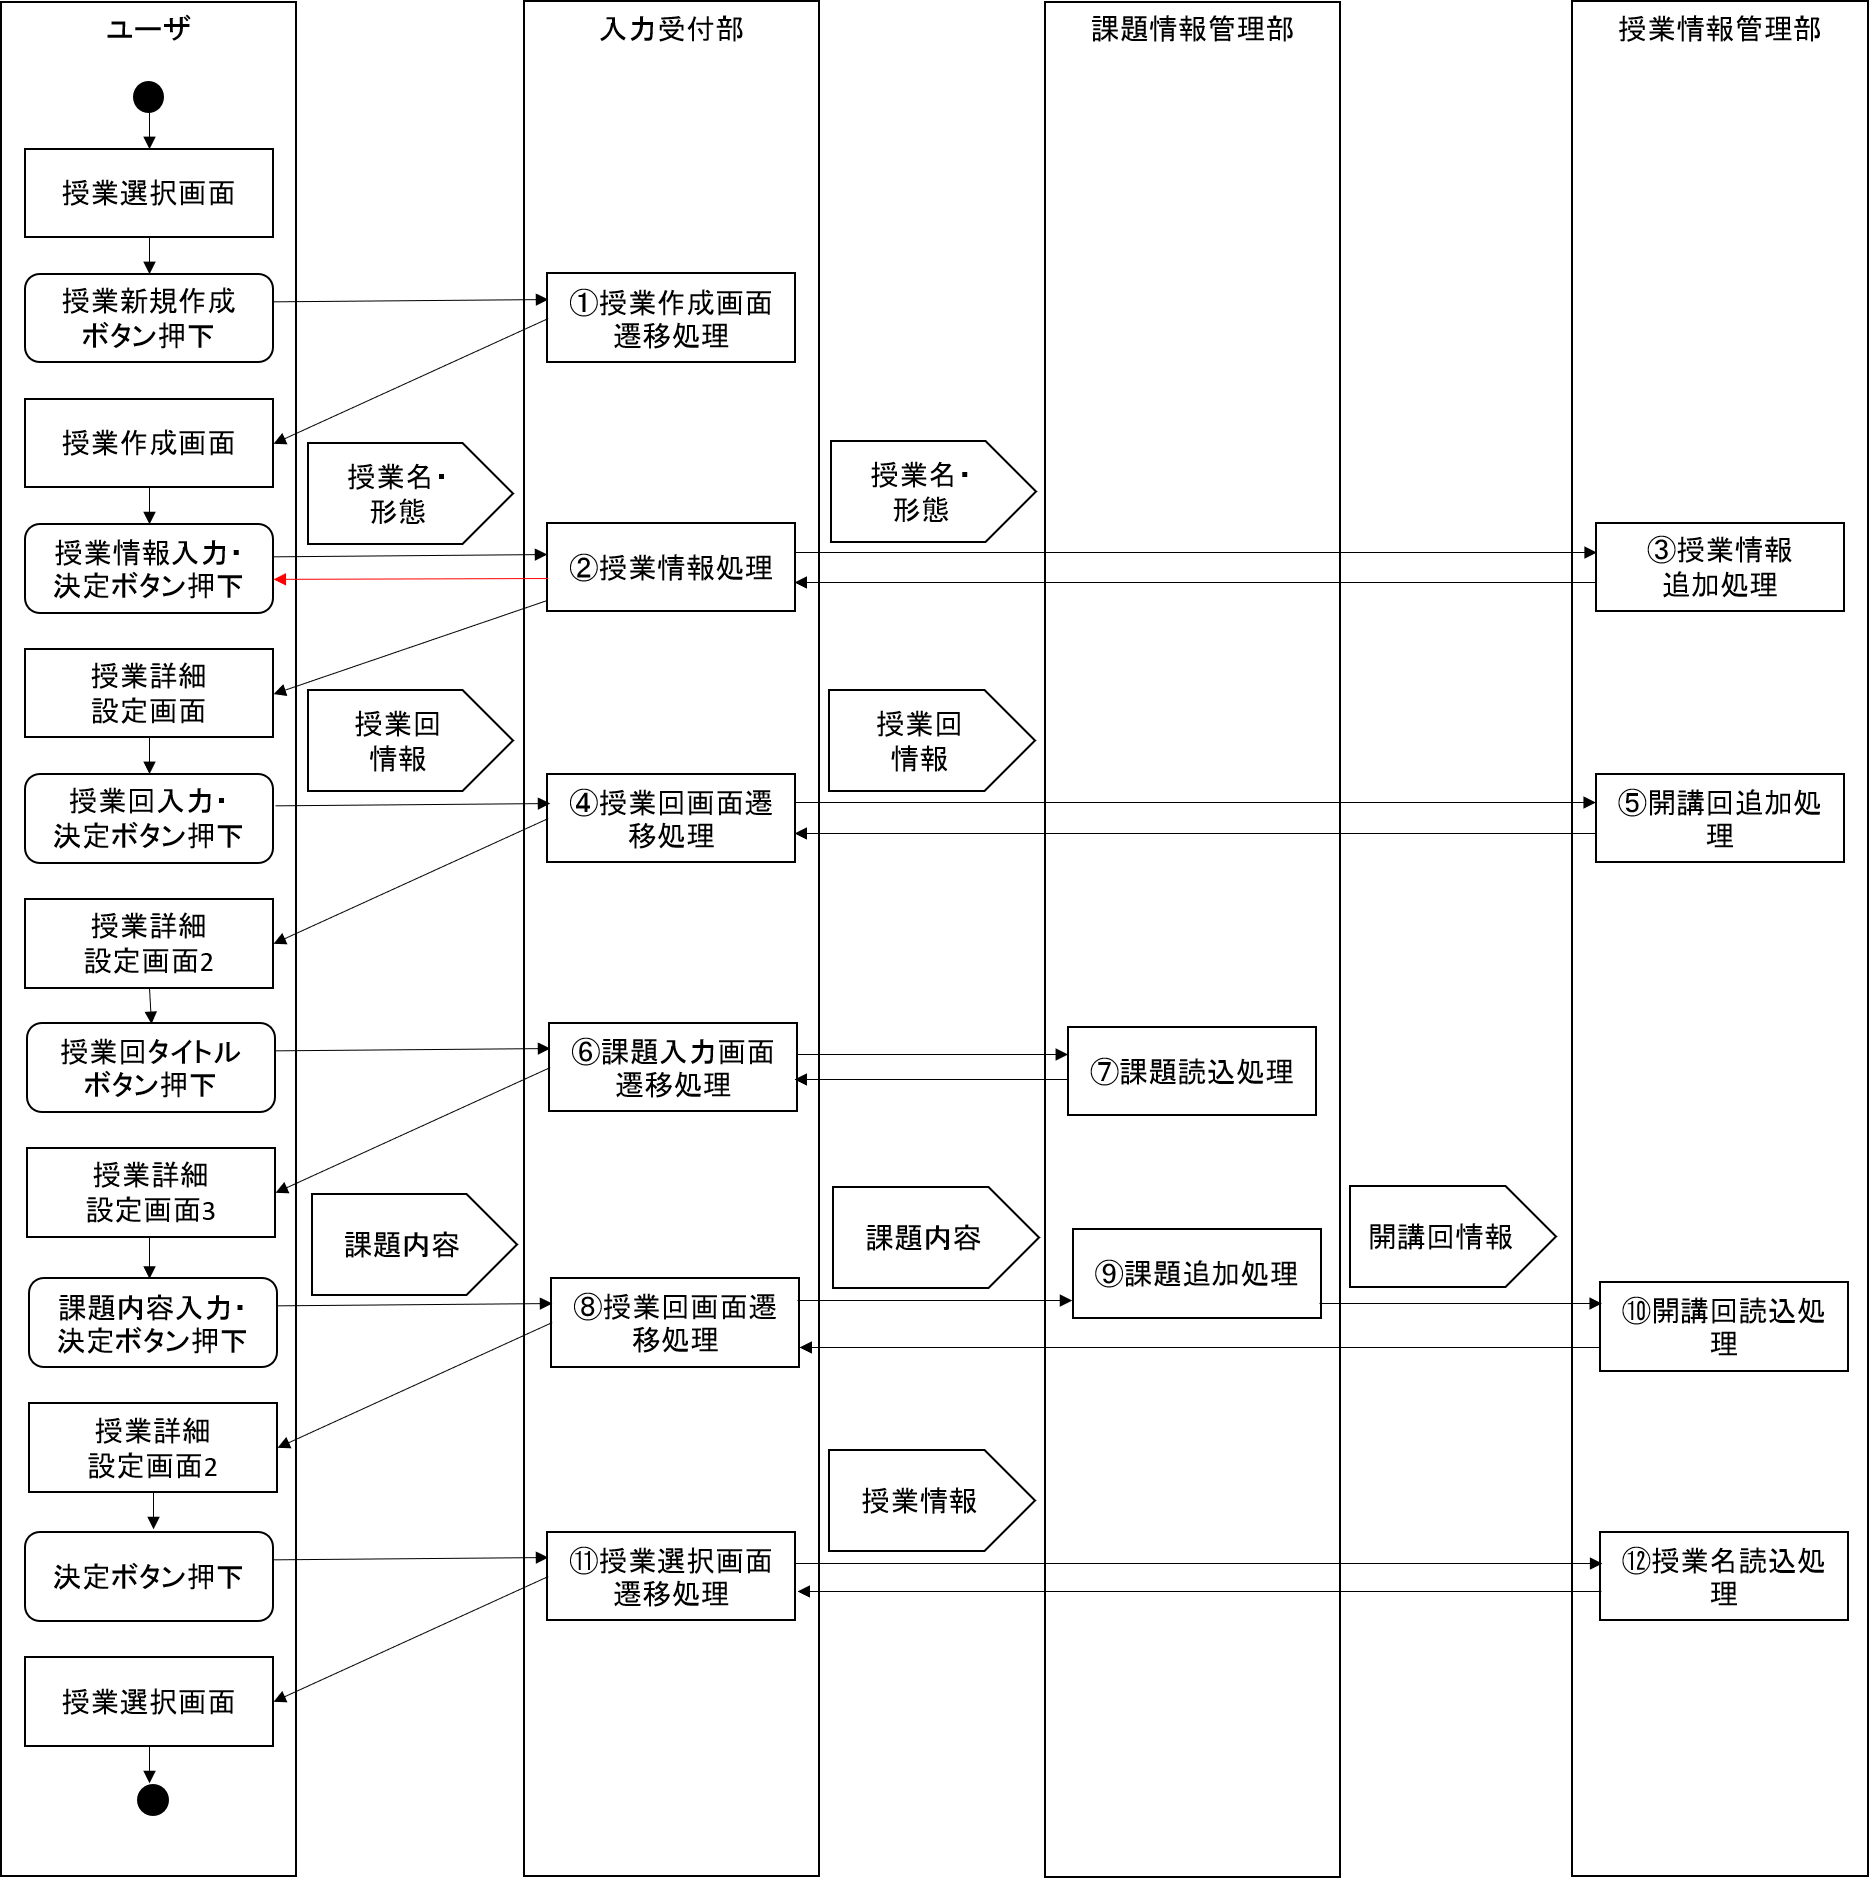 ユーザ
入力受付部
課題情報管理部
授業情報管理部
授業選択画面
授業新規作成
ボタン押下
①授業作成画面
遷移処理
授業作成画面
授業名・
形態
授業名・
形態
授業情報入力・
決定ボタン押下
②授業情報処理
③授業情報
追加処理
授業詳細
設定画面
授業回
情報
授業回
情報
授業回入力・
決定ボタン押下
④授業回画面遷
移処理
⑤開講回追加処
理
授業詳細
設定画面2
授業回タイトル
ボタン押下
⑥課題入力画面
遷移処理
⑦課題読込処理
授業詳細
設定画面3
課題内容
課題内容
開講回情報
課題内容入力・
決定ボタン押下
⑧授業回画面遷
移処理
⑨課題追加処理
⑩開講回読込処
理
授業詳細
設定画面2
授業情報
決定ボタン押下
⑪授業選択画面
遷移処理
⑫授業名読込処
理
授業選択画面